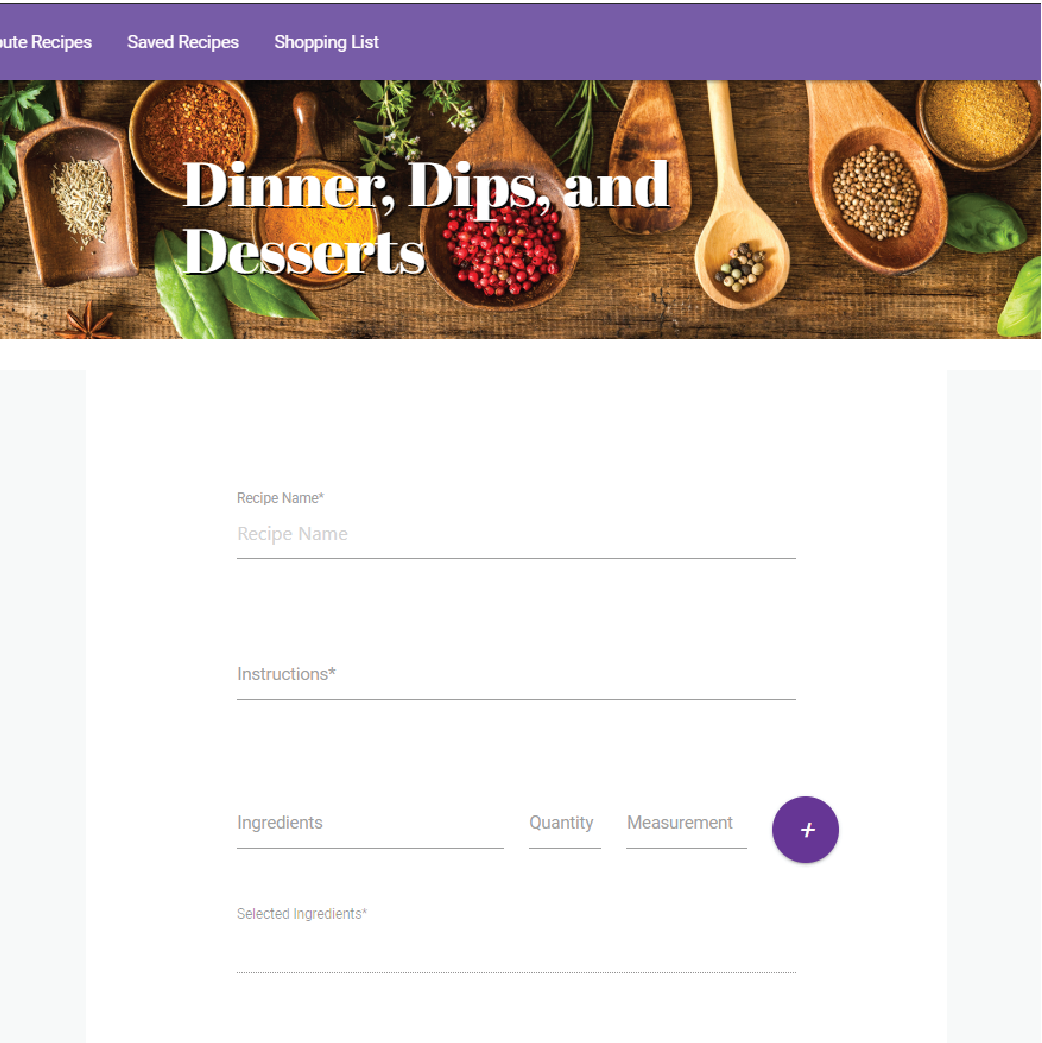 Recipes
Saved Recipes
Shopping List
Dinner, Dips, and
Desserts
Recipe Name*
Recipe Name
Instructions*
Ingredients
Quantity
Measurement
+
Selected Ingredients*